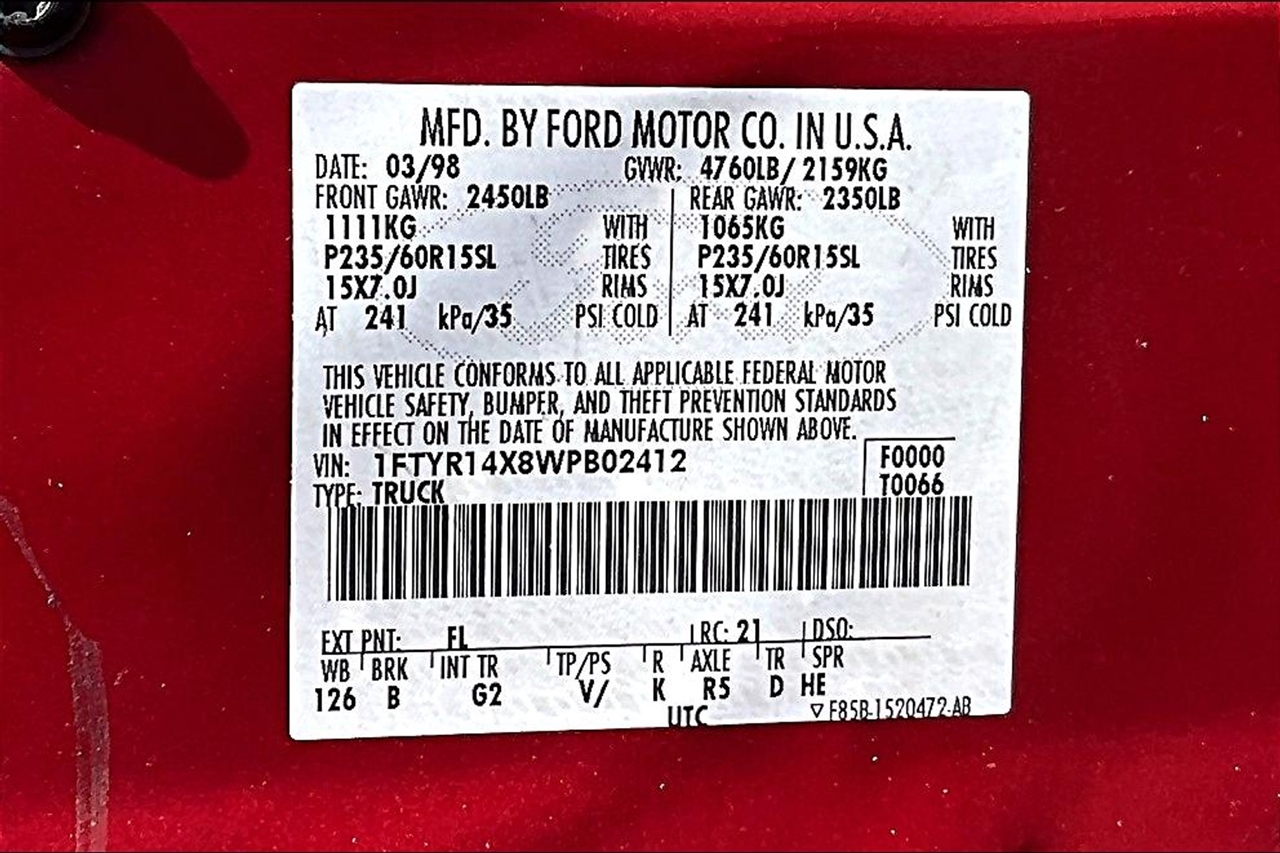 MFD. BY FORD MOTOR CO. IN U.S.A.
DATE: 03/98 GVWR: 4760LB/ 2159KG
FRONT GAWR: 2450LB REAR GAWR: 2350LB
1111KG WITH 1065KG WITH
P235/60R15SL TIRES P235/60R15SL TIRES
15X7.0J RIMS 15X7.0J RIMS
AT 241 kPa/35 PSI COLD AT 241 kPa/35 PSI COLD
THIS VEHICLE CONFORMS TO ALL APPLICABLE FEDERAL MOTOR
VEHICLE SAFETY, BUMPER, AND THEFT PREVENTION STANDARDS
IN EFFECT ON THE DATE OF MANUFACTURE SHOWN ABOVE.
VIN: 1FTYR14X8WPB02412 F0000
TYPE: TRUCK T0066
EXT PNT: FL RC: 21 DSO:
WB BRK INT TR TP/PS R AXLE TR SPR
126 B G2 V/ K R5 D HE
UTC ▽ F85B-1520472-AB